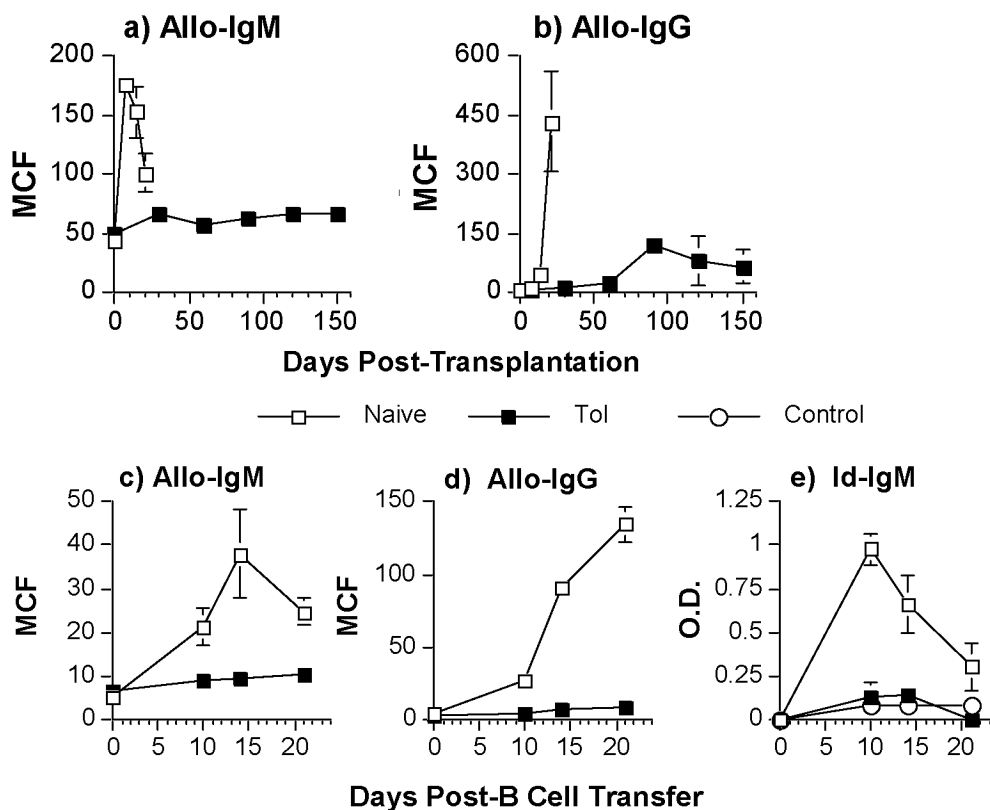 a) Allo-IgM
b) Allo-IgG
200
150
100
50
0
MCF
0 50 100 150
600
450
300
150
0
MCF
0 50 100 150
Days Post-Transplantation
Naive Tol Control
c) Allo-IgM
d) Allo-IgG
e) Id-IgM
50
40
30
20
10
0
MCF
0 5 10 15 20
150
100
50
0
MCF
0 5 10 15 20
1.25
1
0.75
0.5
0.25
0
O.D.
0 5 10 15 20
Days Post-B Cell Transfer